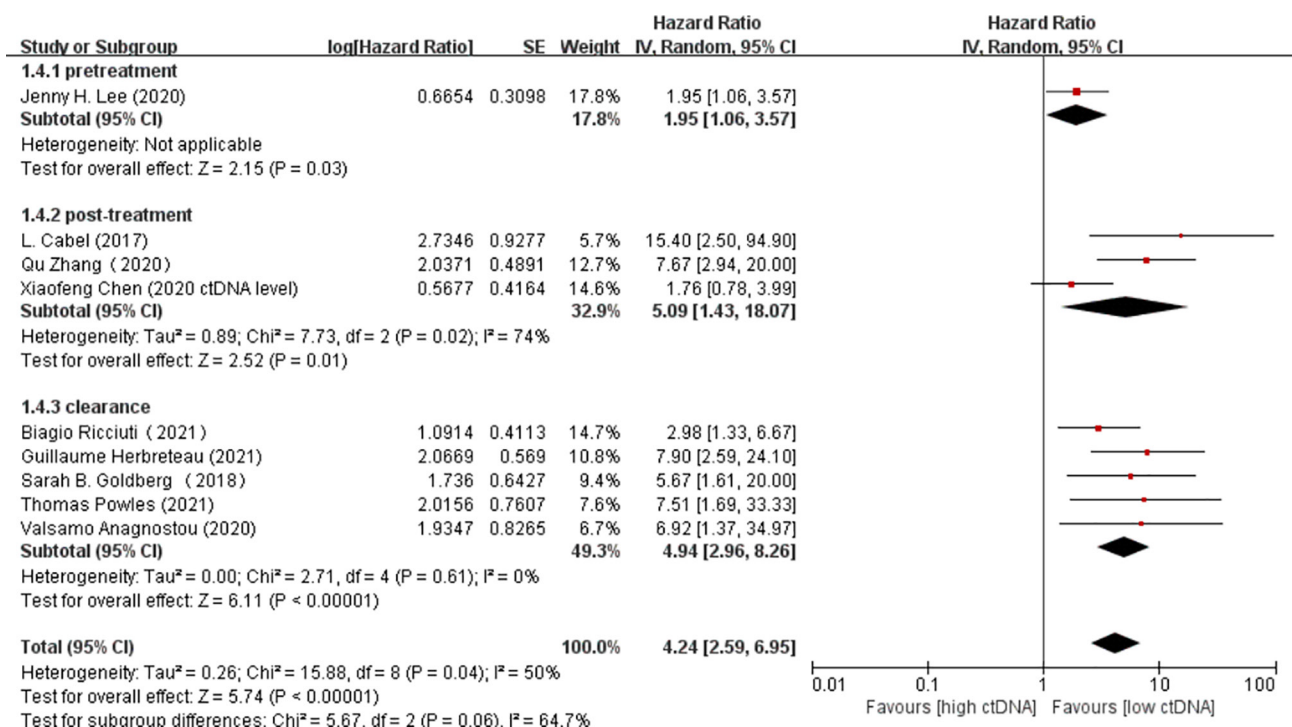 Hazard Ratio Hazard Ratio
Study or Subgroup log[Hazard Ratio] SE Weight IV, Random, 95% CI IV, Random, 95% CI
1.4.1 pretreatment
Jenny H. Lee (2020) 0.6654 0.3098 17.8% 1.95 [1.06, 3.57]
Subtotal (95% CI) 17.8% 1.95 [1.06, 3.57]
Heterogeneity: Not applicable
Test for overall effect: Z = 2.15 (P = 0.03)
1.4.2 post-treatment
L. Cabel (2017) 2.7346 0.9277 5.7% 15.40 [2.50, 94.90]
Qu Zhang（2020） 2.0371 0.4891 12.7% 7.67 [2.94, 20.00]
Xiaofeng Chen (2020 ctDNA level) 0.5677 0.4164 14.6% 1.76 [0.78, 3.99]
Subtotal (95% CI) 32.9% 5.09 [1.43, 18.07]
Heterogeneity: Tau² = 0.89; Chi² = 7.73, df = 2 (P = 0.02); I² = 74%
Test for overall effect: Z = 2.52 (P = 0.01)
1.4.3 clearance
Biagio Ricciuti（2021） 1.0914 0.4113 14.7% 2.98 [1.33, 6.67]
Guillaume Herbreteau (2021) 2.0669 0.569 10.8% 7.90 [2.59, 24.10]
Sarah B. Goldberg（2018) 1.736 0.6427 9.4% 5.67 [1.61, 20.00]
Thomas Powles (2021) 2.0156 0.7607 7.6% 7.51 [1.69, 33.33]
Valsamo Anagnostou (2020) 1.9347 0.8265 6.7% 6.92 [1.37, 34.97]
Subtotal (95% CI) 49.3% 4.94 [2.96, 8.26]
Heterogeneity: Tau² = 0.00; Chi² = 2.71, df = 4 (P = 0.61); I² = 0%
Test for overall effect: Z = 6.11 (P < 0.00001)
Total (95% CI) 100.0% 4.24 [2.59, 6.95]
Heterogeneity: Tau² = 0.26; Chi² = 15.88, df = 8 (P = 0.04); I² = 50%
Test for overall effect: Z = 5.74 (P < 0.00001)
Test for subgroup differences: Chi² = 5.67, df = 2 (P = 0.06), I² = 64.7%
0.01 0.1 1 10 100
Favours [high ctDNA] Favours [low ctDNA]